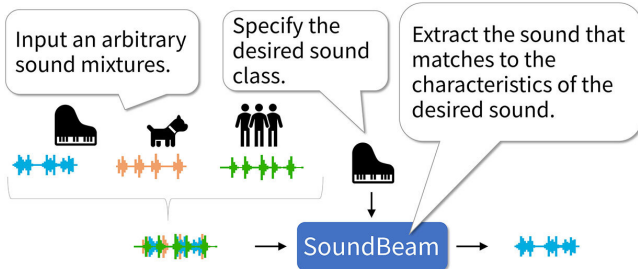 Input an arbitrary
sound mixtures.
Specify the
desired sound
class.
Extract the sound that
matches to the
characteristics of the
desired sound.
SoundBeam